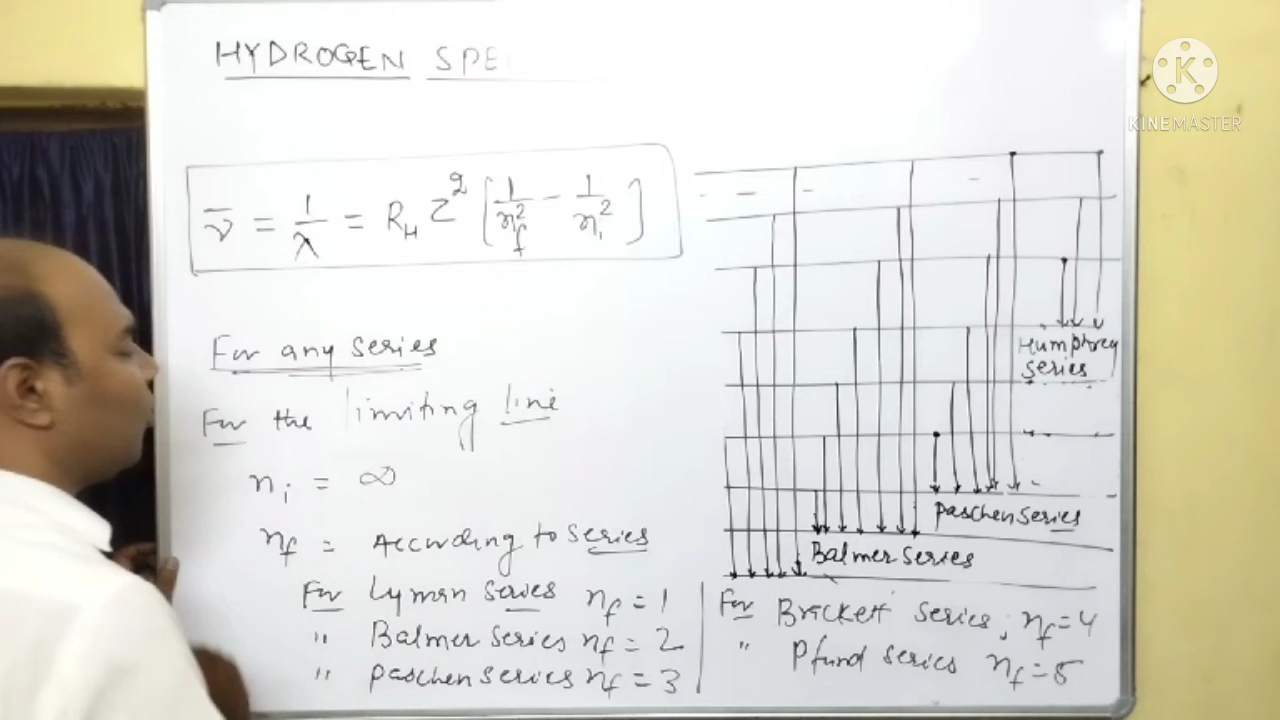 HYDROGEN SPE
ν̄ = 1/λ = R_H Z² [1/n_f² − 1/n_i²]
For any series
For the limiting line
n_i = ∞
n_f = According to series
For Lyman series n_f = 1
" Balmer series n_f = 2
" paschen series n_f = 3
Humphrey
series
paschen series
Balmer series
For Brackett series, n_f = 4
" Pfund series n_f = 5
K
KINEMASTER